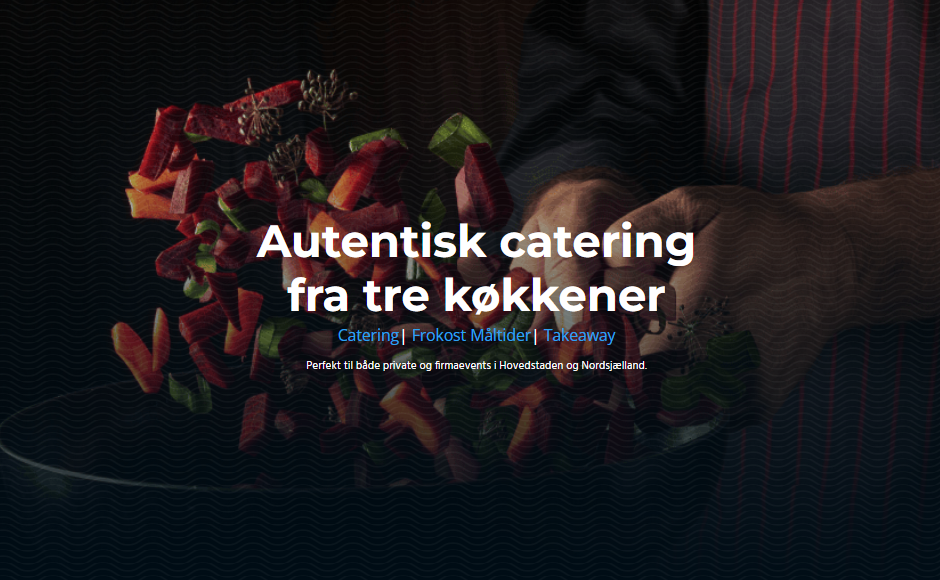 Autentisk catering
fra tre køkkener
Catering| Frokost Måltider| Takeaway
Perfekt til både private og firmaevents i Hovedstaden og Nordsjælland.